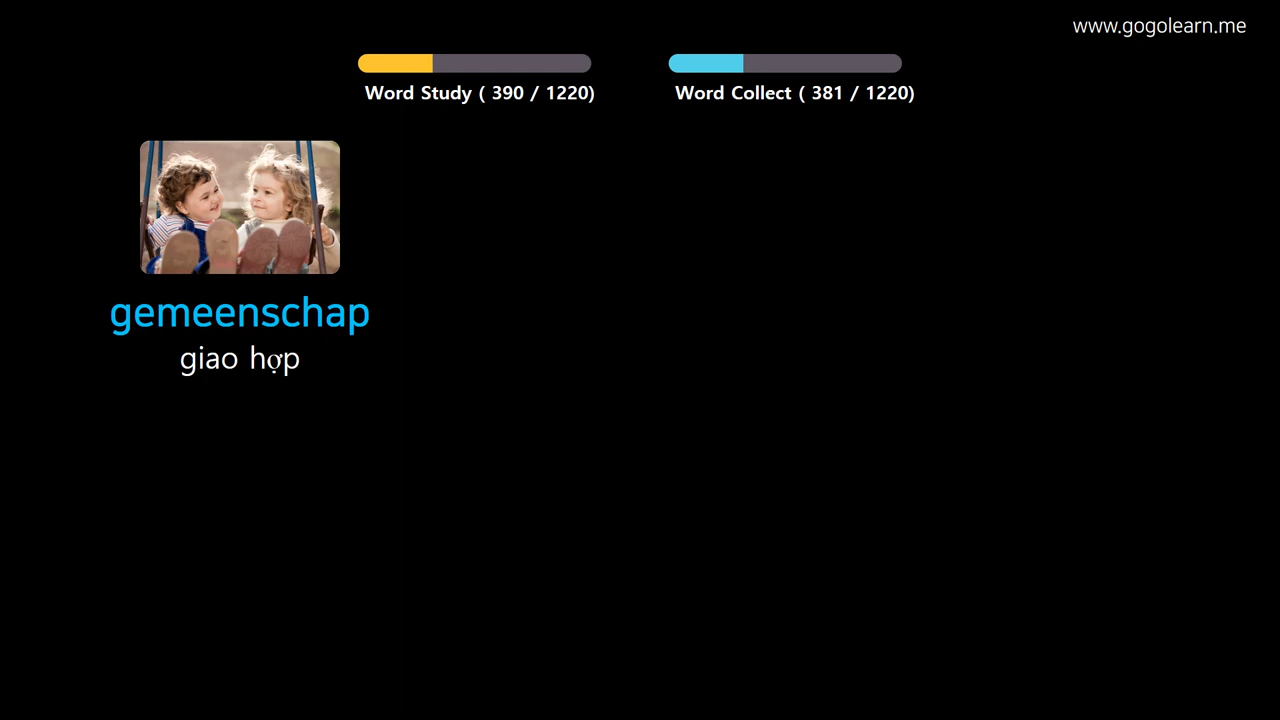 www.gogolearn.me
Word Study ( 390 / 1220)
Word Collect ( 381 / 1220)
gemeenschap
giao hợp